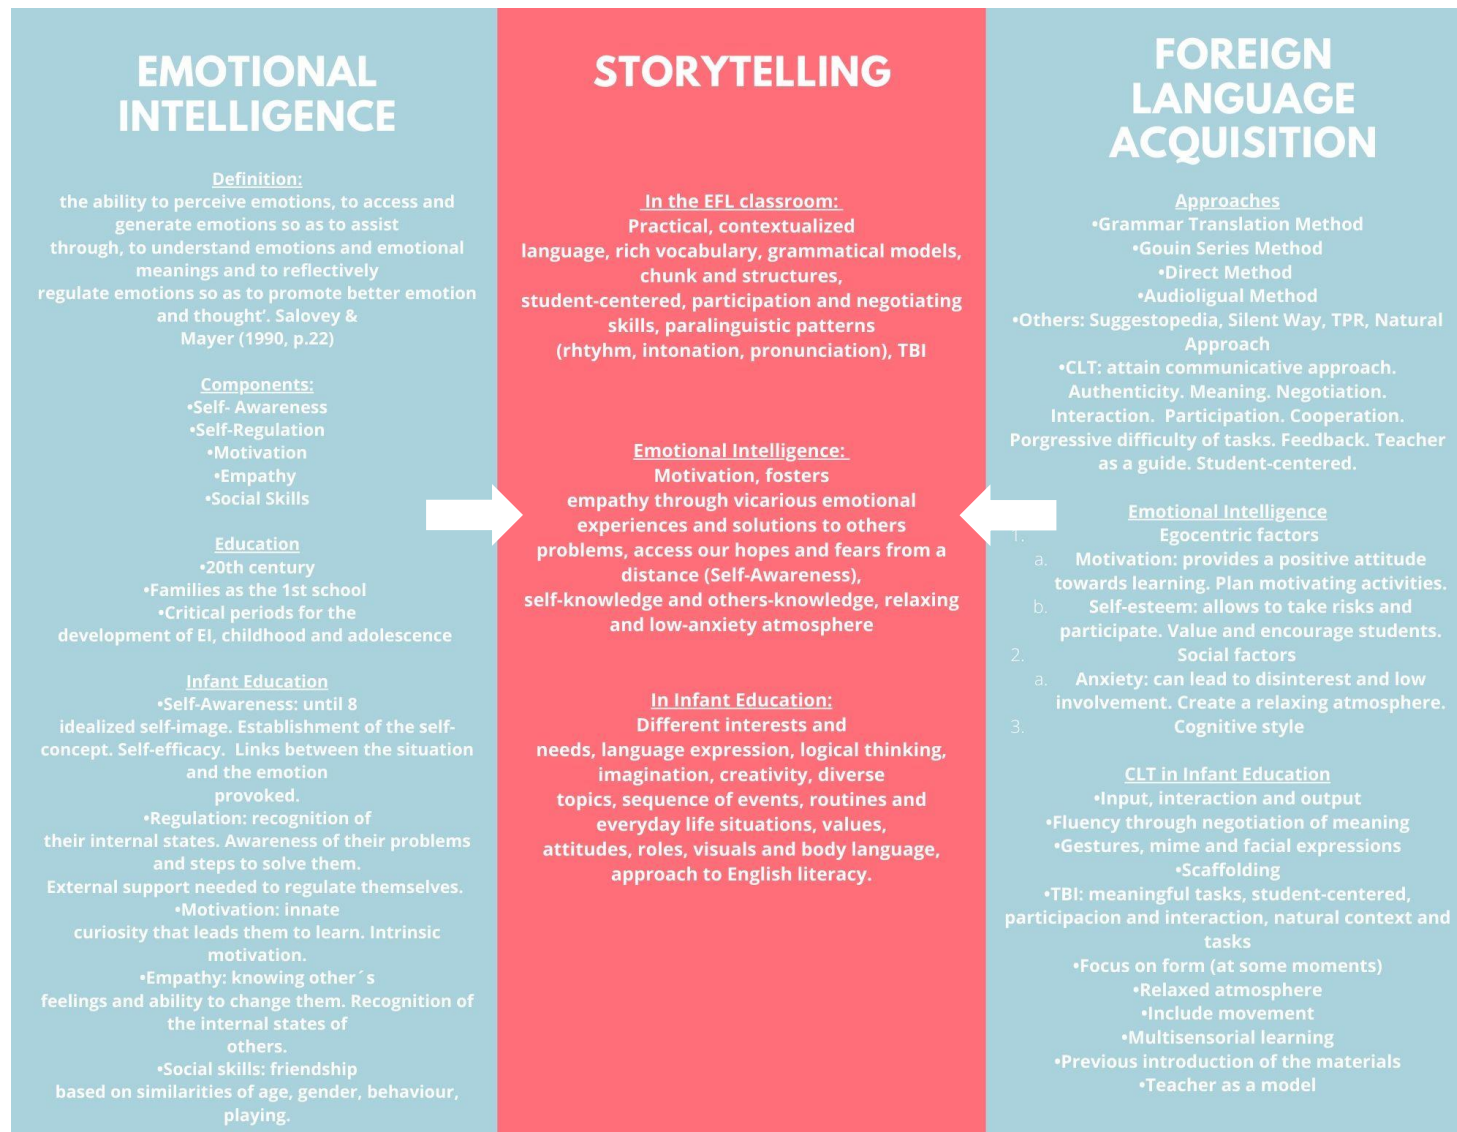 EMOTIONAL
INTELLIGENCE
Definition:
the ability to perceive emotions, to access and
generate emotions so as to assist
through, to understand emotions and emotional
meanings and to reflectively
regulate emotions so as to promote better emotion
and thought’. Salovey &
Mayer (1990, p.22)
Components:
•Self- Awareness
•Self-Regulation
•Motivation
•Empathy
•Social Skills
Education
•20th century
•Families as the 1st school
•Critical periods for the
development of EI, childhood and adolescence
Infant Education
•Self-Awareness: until 8
idealized self-image. Establishment of the self-
concept. Self-efficacy.  Links between the situation
and the emotion
provoked.
•Regulation: recognition of
their internal states. Awareness of their problems
and steps to solve them.
External support needed to regulate themselves.
•Motivation: innate
curiosity that leads them to learn. Intrinsic
motivation.
•Empathy: knowing other´s
feelings and ability to change them. Recognition of
the internal states of
others.
•Social skills: friendship
based on similarities of age, gender, behaviour,
playing.
STORYTELLING
In the EFL classroom:
Practical, contextualized
language, rich vocabulary, grammatical models,
chunk and structures,
student-centered, participation and negotiating
skills, paralinguistic patterns
(rhtyhm, intonation, pronunciation), TBI
Emotional Intelligence:
Motivation, fosters
empathy through vicarious emotional
experiences and solutions to others
problems, access our hopes and fears from a
distance (Self-Awareness),
self-knowledge and others-knowledge, relaxing
and low-anxiety atmosphere
In Infant Education:
Different interests and
needs, language expression, logical thinking,
imagination, creativity, diverse
topics, sequence of events, routines and
everyday life situations, values,
attitudes, roles, visuals and body language,
approach to English literacy.
FOREIGN
LANGUAGE
ACQUISITION
Approaches
•Grammar Translation Method
•Gouin Series Method
•Direct Method
•Audioligual Method
•Others: Suggestopedia, Silent Way, TPR, Natural
Approach
•CLT: attain communicative approach.
Authenticity. Meaning. Negotiation.
Interaction.  Participation. Cooperation.
Porgressive difficulty of tasks. Feedback. Teacher
as a guide. Student-centered.
Emotional Intelligence
1. Egocentric factors
a. Motivation: provides a positive attitude
towards learning. Plan motivating activities.
b. Self-esteem: allows to take risks and
participate. Value and encourage students.
2. Social factors
a. Anxiety: can lead to disinterest and low
involvement. Create a relaxing atmosphere.
3. Cognitive style
CLT in Infant Education
•Input, interaction and output
•Fluency through negotiation of meaning
•Gestures, mime and facial expressions
•Scaffolding
•TBI: meaningful tasks, student-centered,
participacion and interaction, natural context and
tasks
•Focus on form (at some moments)
•Relaxed atmosphere
•Include movement
•Multisensorial learning
•Previous introduction of the materials
•Teacher as a model